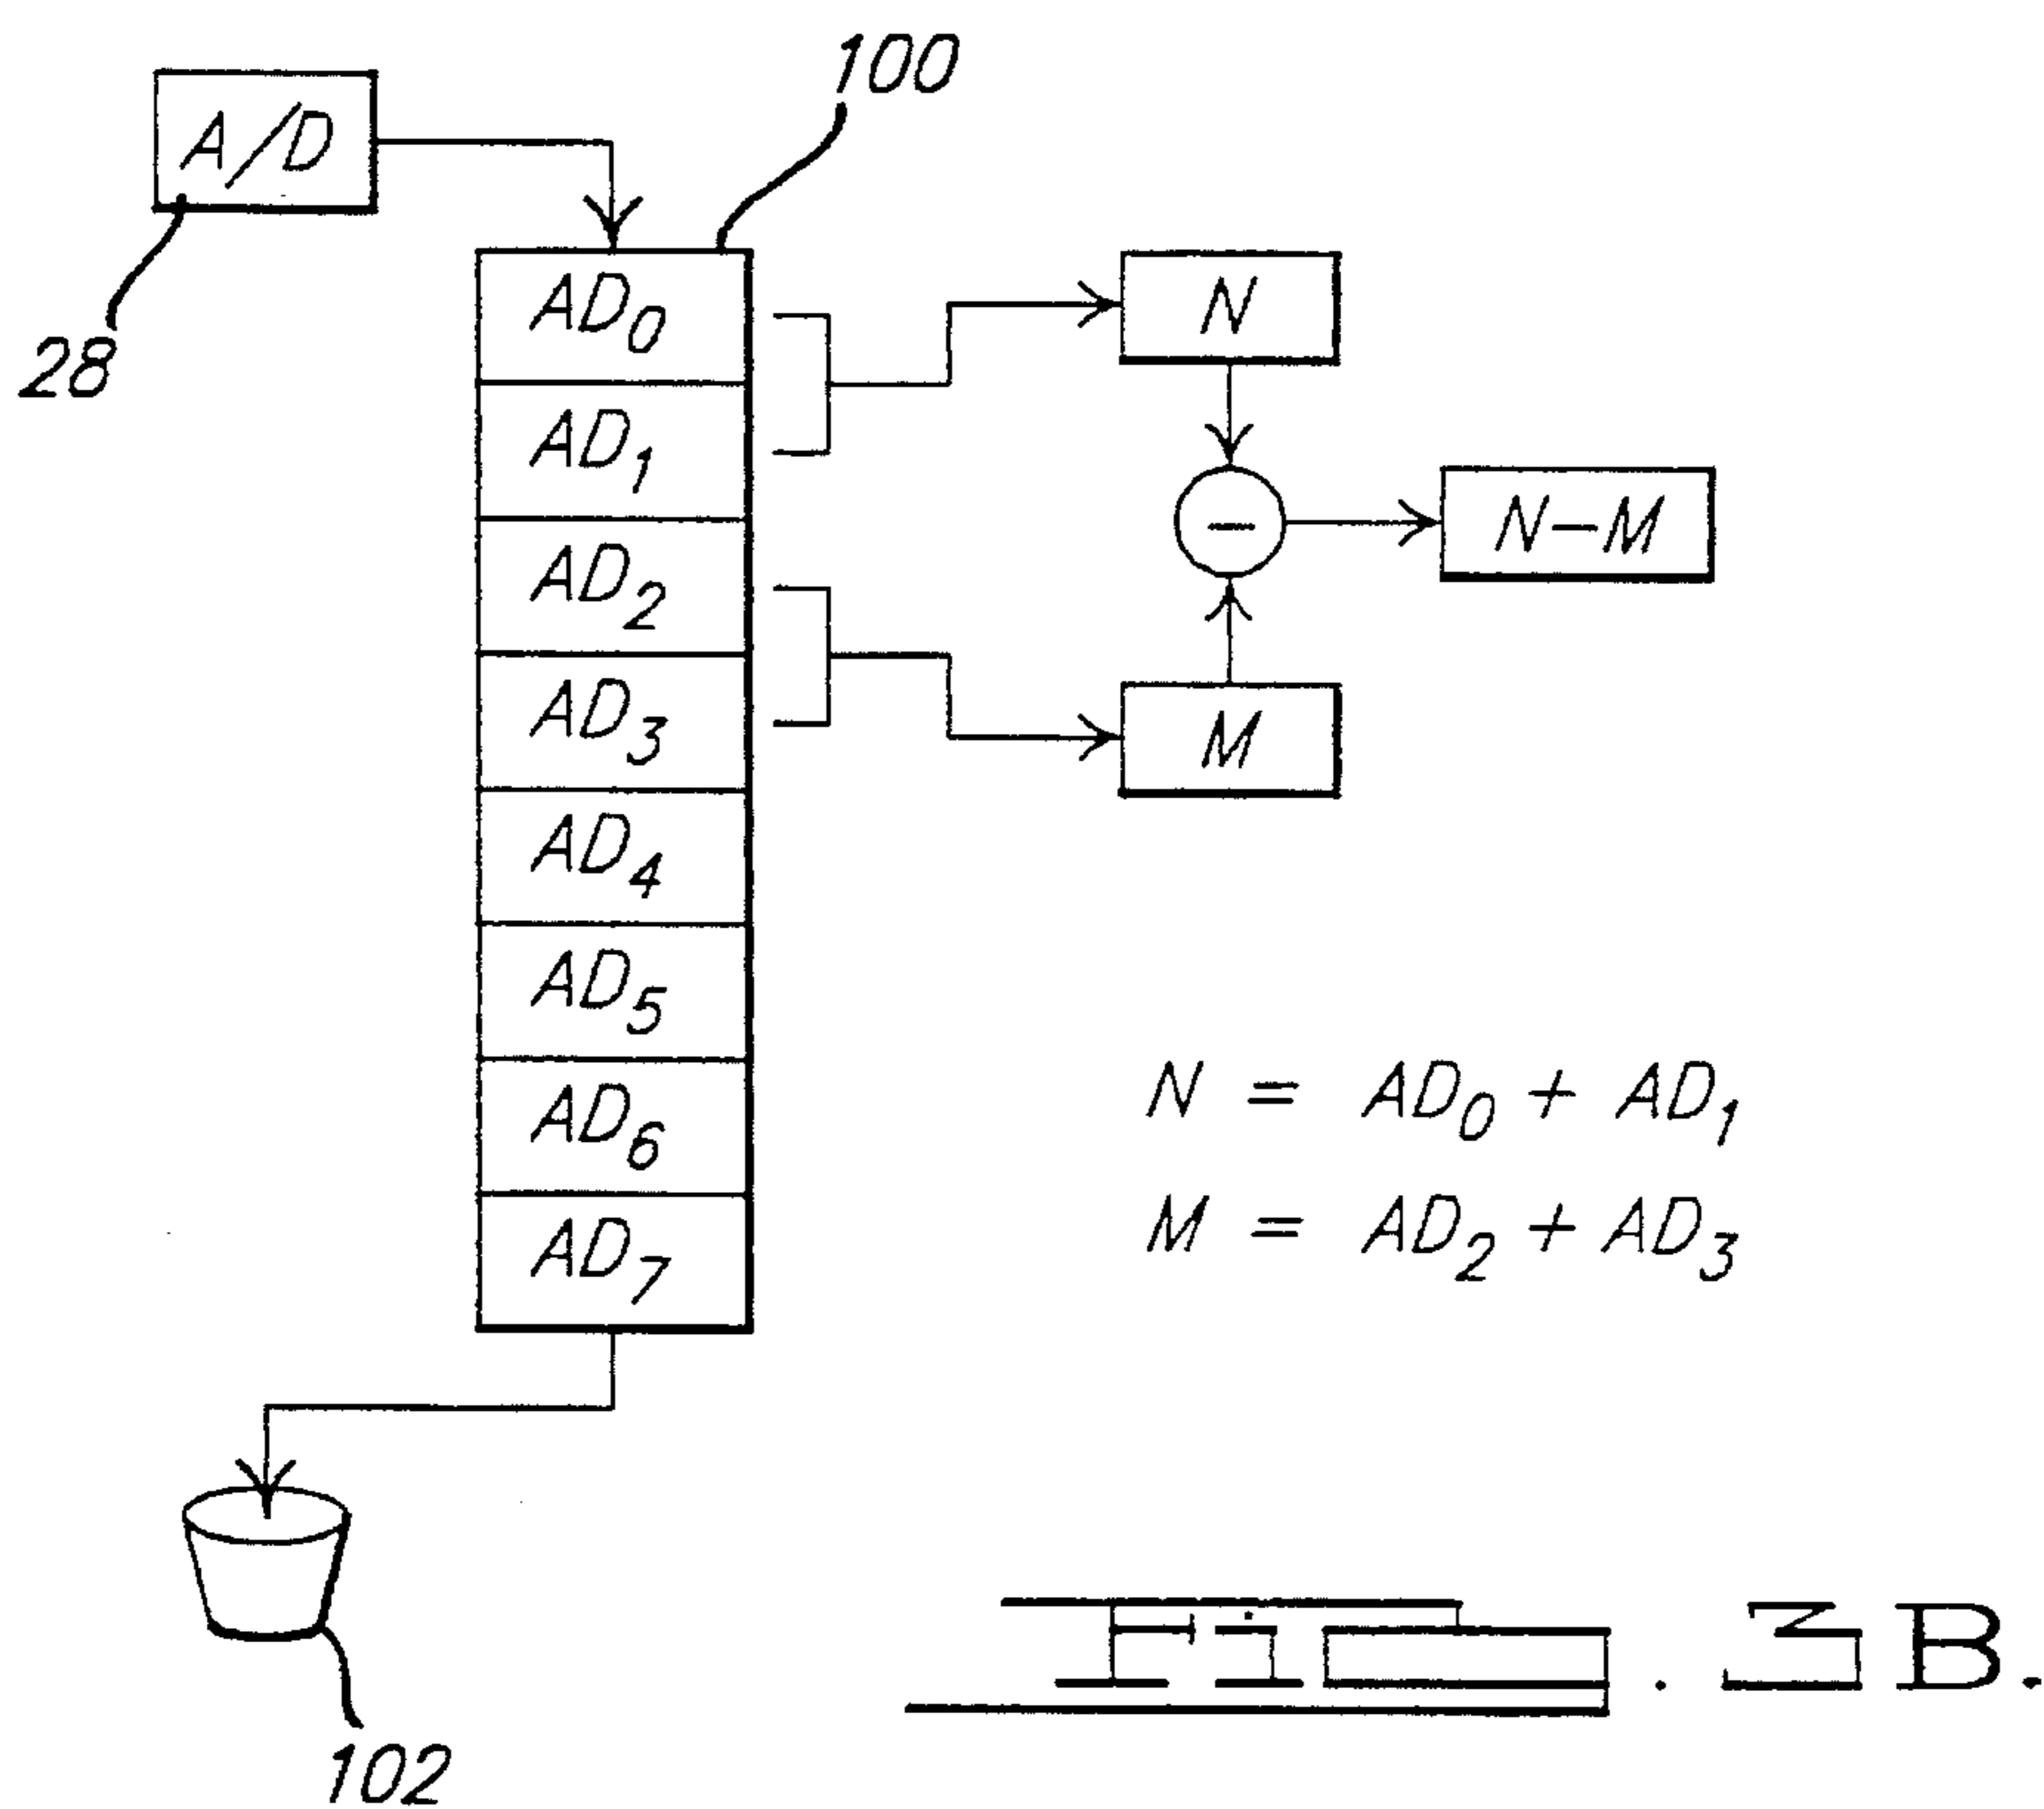 100
A/D
28
AD0
AD1
AD2
AD3
AD4
AD5
AD6
AD7
N
−
N−M
M
N = AD0 + AD1
M = AD2 + AD3
102
Fig. 3B.